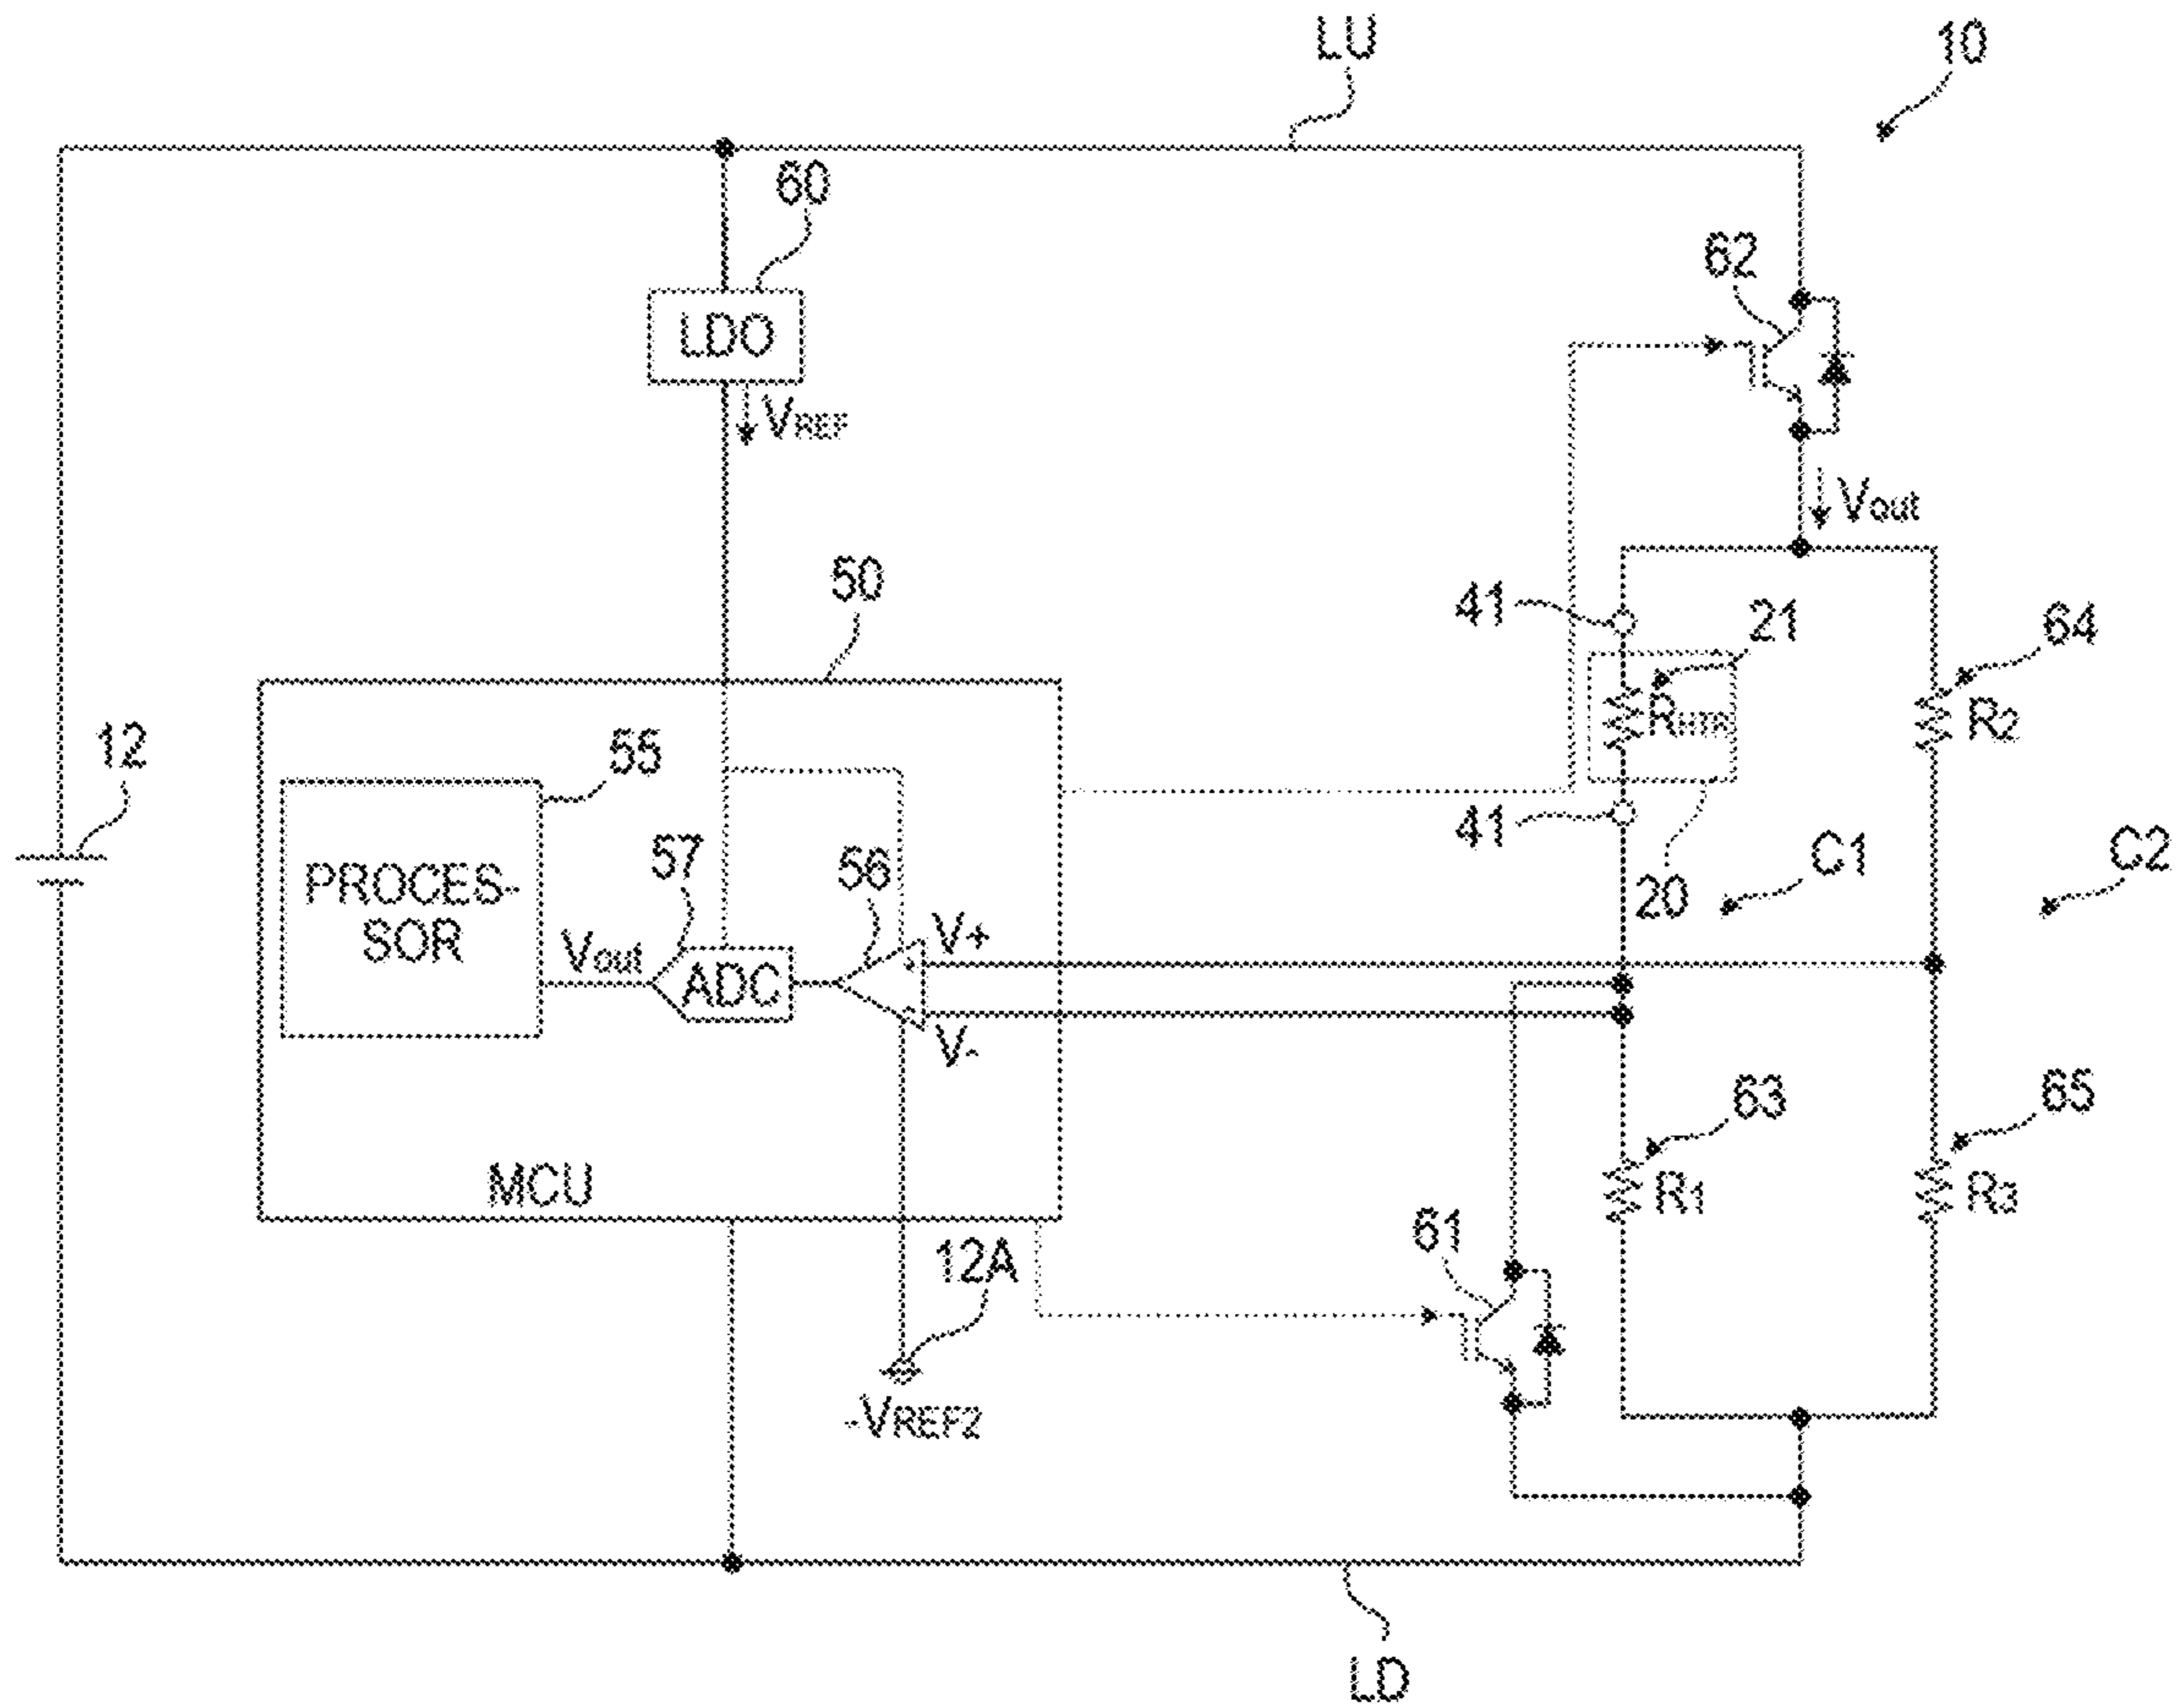 LU
10
60
62
LDO
VREF
Vout
50
41
21
64
RHTR
R2
12
55
41
57
56
C1
C2
PROCES-
SOR
20
Vout
ADC
V+
V-
63
65
MCU
R1
R3
12A
61
-VREF2
LD